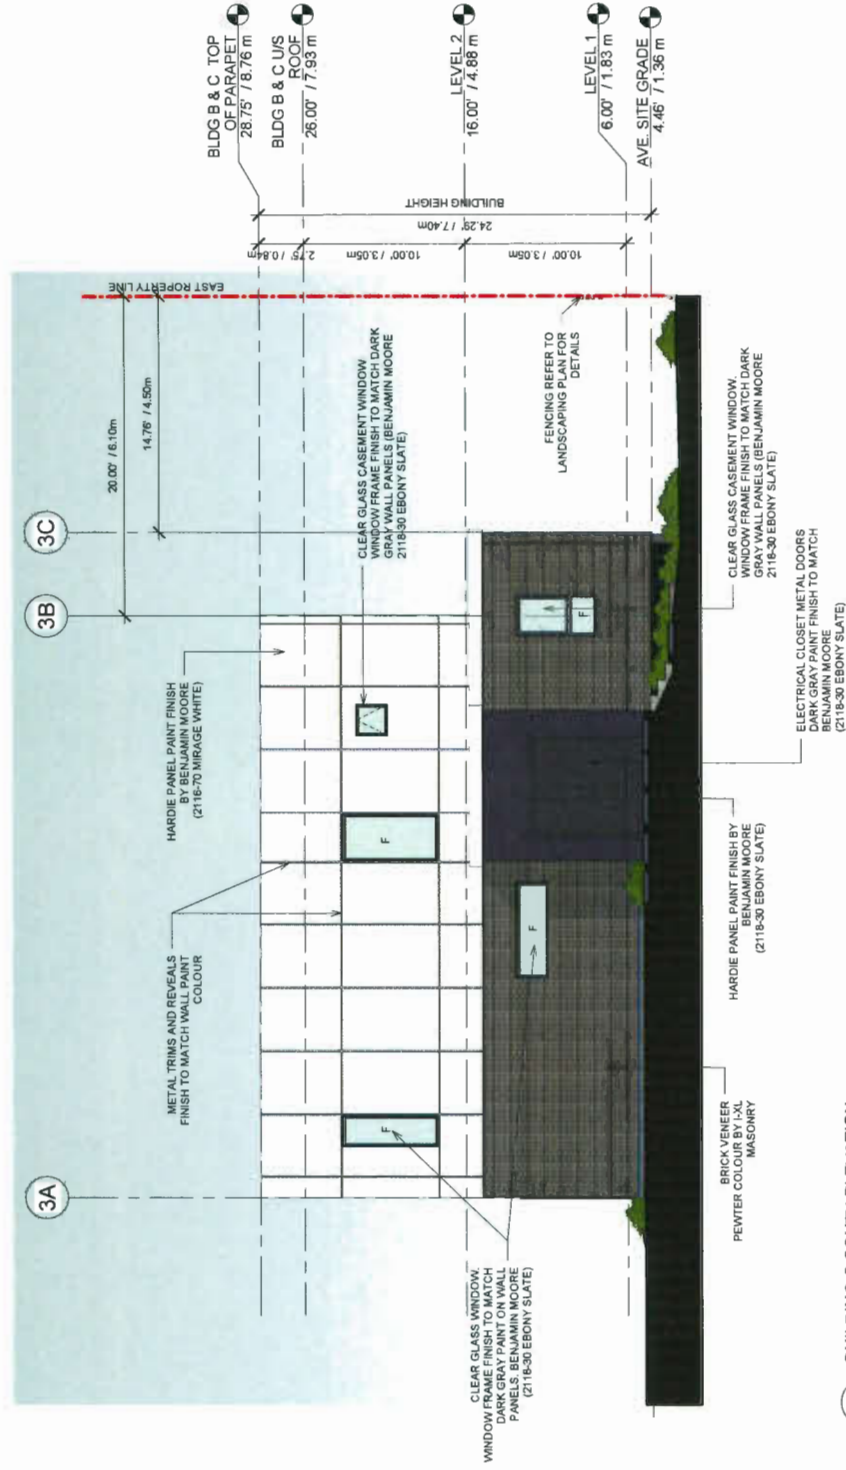 3A
3B
3C
20.00' / 6.10m
14.76' / 4.50m
EAST ROPERTY LINE
BLDG B & C TOP
OF PARAPET
28.75' / 8.76 m
BLDG B & C U/S
ROOF
26.00' / 7.93 m
LEVEL 2
16.00' / 4.88 m
LEVEL 1
6.00' / 1.83 m
AVE. SITE GRADE
4.46' / 1.36 m
2.75' / 0.84m
10.00' / 3.05m
10.00' / 3.05m
24.29' / 7.40m
BUILDING HEIGHT
METAL TRIMS AND REVEALS
FINISH TO MATCH WALL PAINT
COLOUR
HARDIE PANEL PAINT FINISH
BY BENJAMIN MOORE
(2116-70 MIRAGE WHITE)
CLEAR GLASS CASEMENT WINDOW
WINDOW FRAME FINISH TO MATCH DARK
GRAY WALL PANELS (BENJAMIN MOORE
2118-30 EBONY SLATE)
FENCING REFER TO
LANDSCAPING PLAN FOR
DETAILS
F
F
F
F
CLEAR GLASS WINDOW.
WINDOW FRAME FINISH TO MATCH
DARK GRAY PAINT ON WALL
PANELS. BENJAMIN MOORE
(2118-30 EBONY SLATE)
BRICK VENEER
PEWTER COLOUR BY I-XL
MASONRY
HARDIE PANEL PAINT FINISH BY
BENJAMIN MOORE
(2118-30 EBONY SLATE)
ELECTRICAL CLOSET METAL DOORS
DARK GRAY PAINT FINISH TO MATCH
BENJAMIN MOORE
(2118-30 EBONY SLATE)
CLEAR GLASS CASEMENT WINDOW.
WINDOW FRAME FINISH TO MATCH DARK
GRAY WALL PANELS (BENJAMIN MOORE
2118-30 EBONY SLATE)